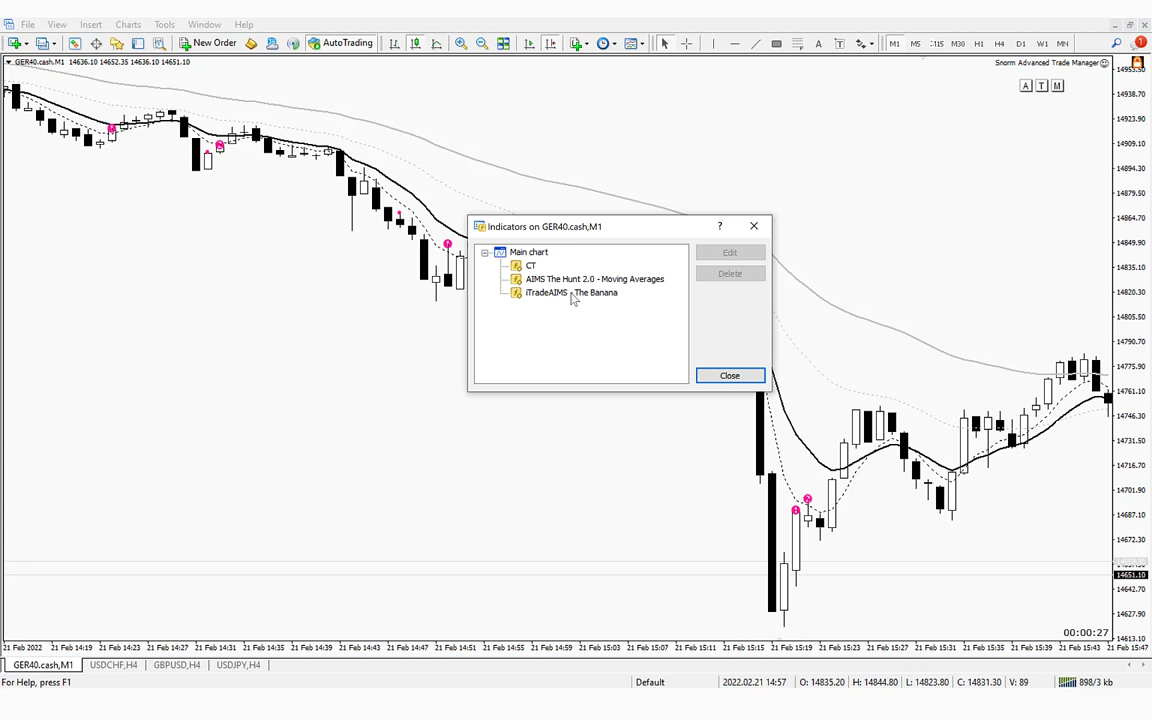 File View Insert Charts Tools Window Help
New Order AutoTrading A T M1 M5 M15 M30 H1 H4 D1 W1 MN 1
GER40.cash,M1 14636.10 14652.35 14636.10 14651.10
Snorm Advanced Trade Manager
A T M
Indicators on GER40.cash,M1 ?
Main chart
CT
AIMS The Hunt 2.0 - Moving Averages
iTradeAIMS - The Banana
Edit
Delete
Close
14953.50
14938.70
14923.90
14909.10
14894.30
14879.50
14864.70
14849.90
14835.10
14820.30
14805.50
14790.70
14775.90
14761.10
14746.30
14731.50
14716.70
14701.90
14687.10
14672.30
14651.10
14642.70
14627.90
14613.10
00:00:27
21 Feb 2022 21 Feb 14:19 21 Feb 14:23 21 Feb 14:27 21 Feb 14:31 21 Feb 14:35 21 Feb 14:39 21 Feb 14:43 21 Feb 14:47 21 Feb 14:51 21 Feb 14:55 21 Feb 14:59 21 Feb 15:03 21 Feb 15:07 21 Feb 15:11 21 Feb 15:15 21 Feb 15:19 21 Feb 15:23 21 Feb 15:27 21 Feb 15:31 21 Feb 15:35 21 Feb 15:39 21 Feb 15:43 21 Feb 15:47
GER40.cash,M1 USDCHF,H4 GBPUSD,H4 USDJPY,H4
For Help, press F1 Default 2022.02.21 14:57 O: 14835.20 H: 14844.80 L: 14823.80 C: 14831.30 V: 89 898/3 kb